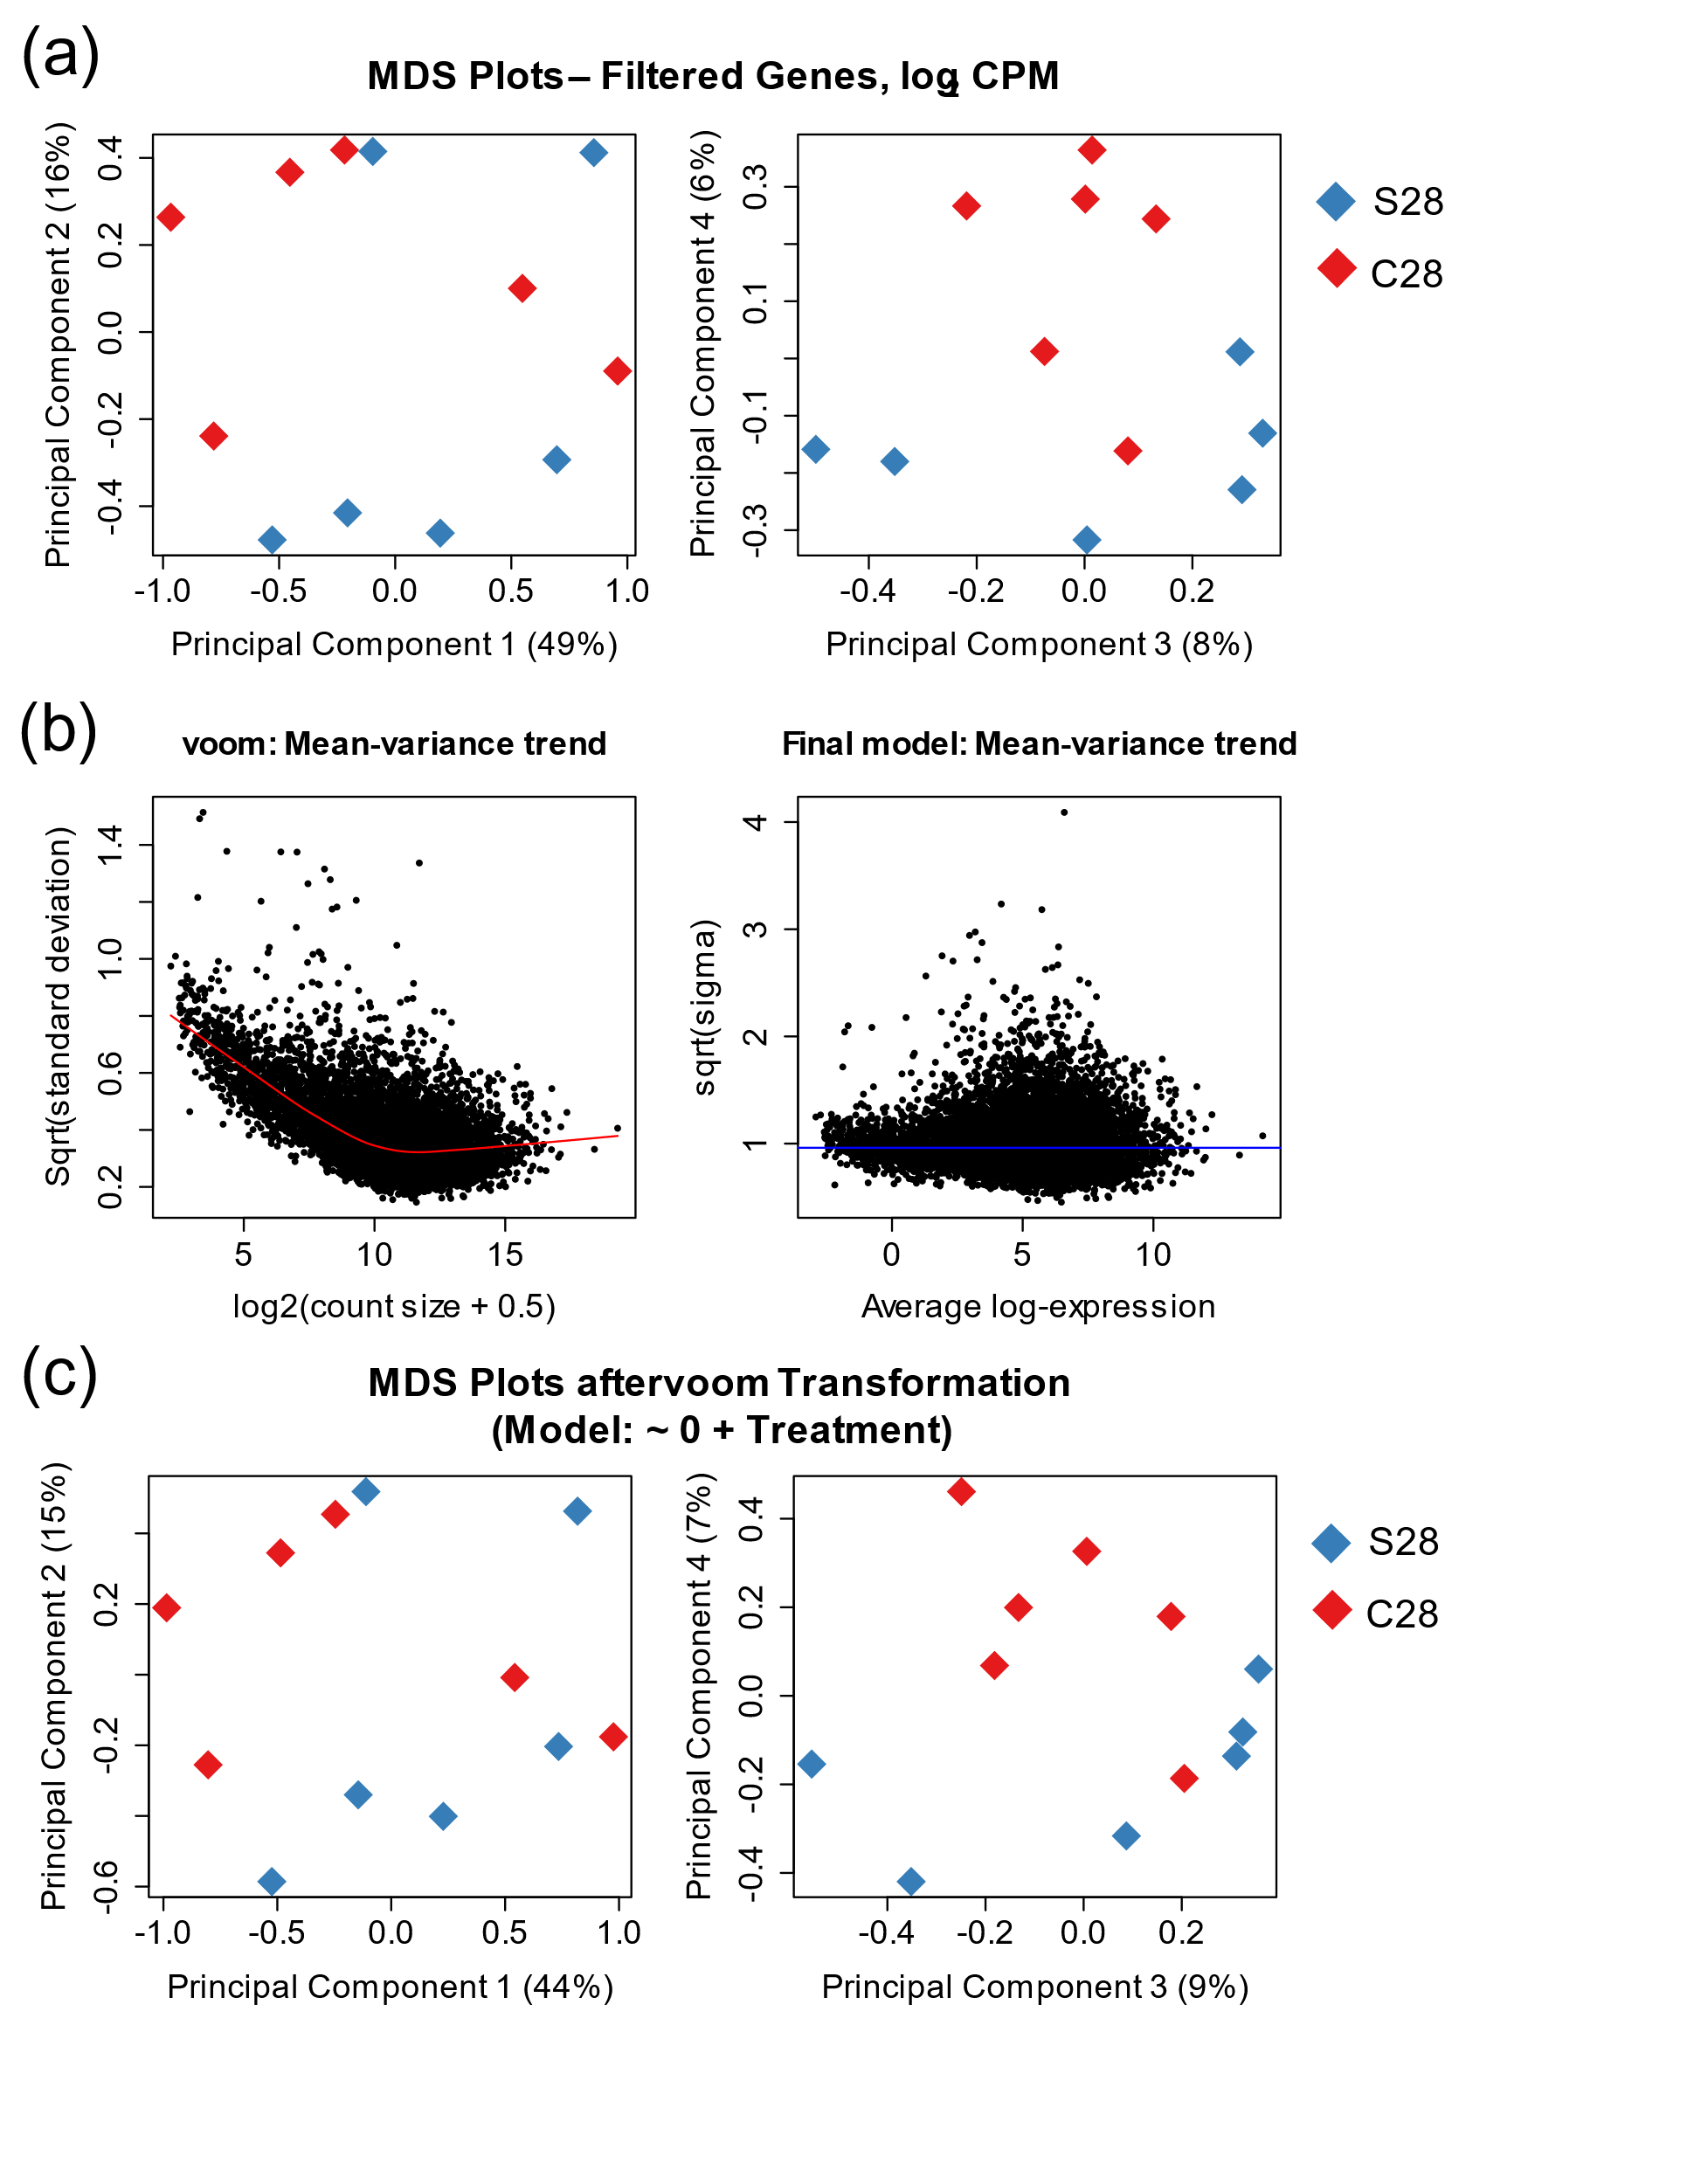 (a)
MDS Plots– Filtered Genes, log2 CPM
Principal Component 2 (16%)
0.4
0.2
0.0
-0.2
-0.4
-1.0 -0.5 0.0 0.5 1.0
Principal Component 1 (49%)
Principal Component 4 (6%)
0.3
0.1
-0.1
-0.3
-0.4 -0.2 0.0 0.2
Principal Component 3 (8%)
S28
C28
(b)
voom: Mean-variance trend
Sqrt(standard deviation)
1.4
1.0
0.6
0.2
5 10 15
log2(count size + 0.5)
Final model: Mean-variance trend
sqrt(sigma)
4
3
2
1
0 5 10
Average log-expression
(c)
MDS Plots aftervoom Transformation
(Model: ~ 0 + Treatment)
Principal Component 2 (15%)
0.2
-0.2
-0.6
-1.0 -0.5 0.0 0.5 1.0
Principal Component 1 (44%)
Principal Component 4 (7%)
0.4
0.2
0.0
-0.2
-0.4
-0.4 -0.2 0.0 0.2
Principal Component 3 (9%)
S28
C28